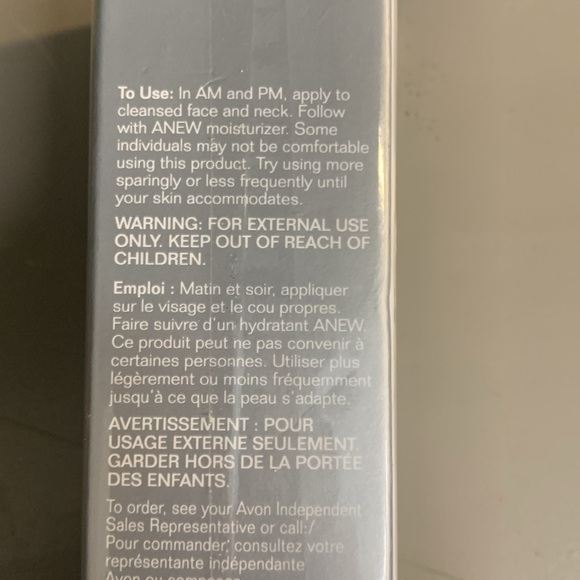 To Use: In AM and PM, apply to
cleansed face and neck. Follow
with ANEW moisturizer. Some
individuals may not be comfortable
using this product. Try using more
sparingly or less frequently until
your skin accommodates.
WARNING: FOR EXTERNAL USE
ONLY. KEEP OUT OF REACH OF
CHILDREN.
Emploi : Matin et soir, appliquer
sur le visage et le cou propres.
Faire suivre d'un hydratant ANEW.
Ce produit peut ne pas convenir à
certaines personnes. Utiliser plus
légèrement ou moins fréquemment
jusqu'à ce que la peau s'adapte.
AVERTISSEMENT : POUR
USAGE EXTERNE SEULEMENT.
GARDER HORS DE LA PORTÉE
DES ENFANTS.
To order, see your Avon Independent
Sales Representative or call:/
Pour commander, consultez votre
représentante indépendante
Avon ou composez